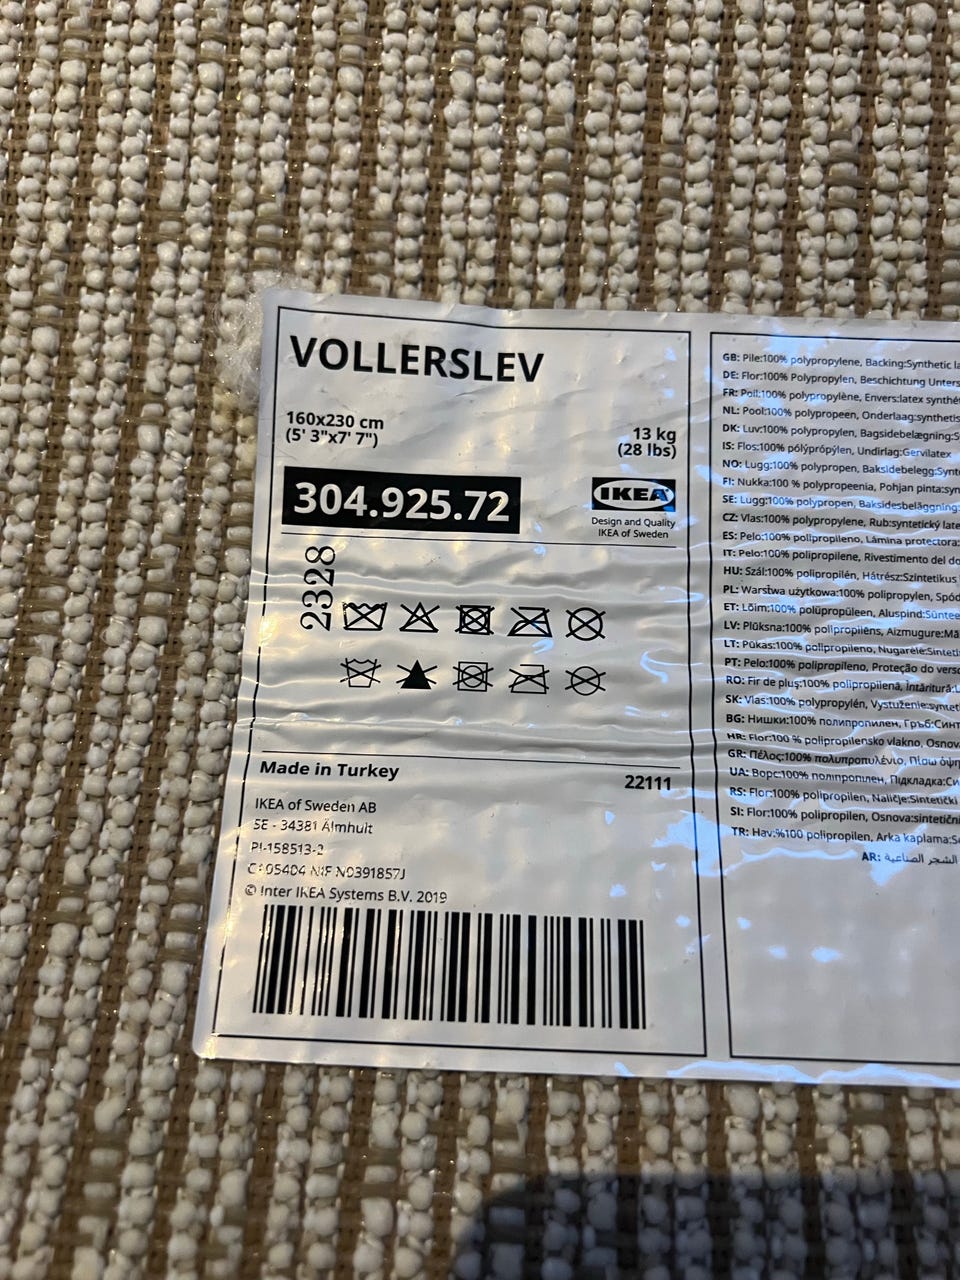 VOLLERSLEV
160x230 cm
(5' 3"x7' 7")
13 kg
(28 lbs)
304.925.72
IKEA
Design and Quality
IKEA of Sweden
2328
Made in Turkey
22111
IKEA of Sweden AB
SE - 34381 Älmhult
PI-158513-2
NIF N0391857J
© Inter IKEA Systems B.V. 2019
GB: Pile:100% polypropylene, Backing:Synthetic la
DE: Flor:100% Polypropylen, Beschichtung Unters
FR: Poil:100% polypropylène, Envers:latex synthé
NL: Pool:100% polypropeen, Onderlaag:synthetis
DK: Luv:100% polypropylen, Bagsidebelægning:S
IS: Flos:100% pólýprópýlen, Undirlag:Gervilatex
NO: Lugg:100% polypropen, Baksidebelegg:Synt
FI: Nukka:100 % polypropeenia, Pohjan pinta:syn
SE: Lugg:100% polypropen, Baksidesbeläggning:
CZ: Vlas:100% polypropylene, Rub:syntetický late
ES: Pelo:100% polipropileno, Lámina protectora:
IT: Pelo:100% polipropilene, Rivestimento del do
HU: Szál:100% polipropilén, Hátrész:Szintetikus
PL: Warstwa użytkowa:100% polipropylen, Spód
ET: Lõim:100% polüpropüleen, Aluspind:Süntee
LV: Plūksna:100% polipropilēns, Aizmugure:Mā
LT: Pūkas:100% polipropileno, Nugarėlė:Sinteti
PT: Pelo:100% polipropileno, Proteção do verso
RO: Fir de pluş:100% polipropilenă, Întăritură:L
SK: Vlas:100% polypropylén, Vystuženie:syntet
BG: Нишки:100% полипропилен, Гръб:Синт
HR: Flor:100 % polipropilensko vlakno, Osnova
GR: Πέλος:100% πολυπροπυλένιο, Πίσω όψη
UA: Ворс:100% поліпропілен, Підкладка:Си
RS: Flor:100% polipropilen, Naličje:Sintetički
SI: Flor:100% polipropilen, Osnova:sintetičn
TR: Hav:%100 polipropilen, Arka kaplama:Se
AR: الشجر الصناعية